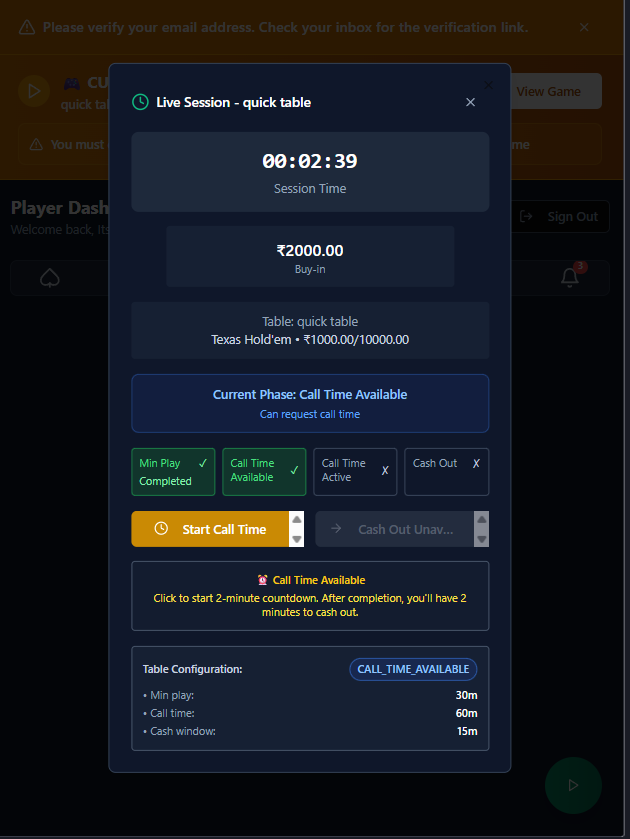 Please verify your email address. Check your inbox for the verification link.
CU
quick tal
View Game
You must
me
Player Dash
Welcome back, Its
Sign Out
3
Live Session - quick table
00:02:39
Session Time
₹2000.00
Buy-in
Table: quick table
Texas Hold'em • ₹1000.00/10000.00
Current Phase: Call Time Available
Can request call time
Min Play ✓
Completed
Call Time
Available ✓
Call Time
Active ✗
Cash Out ✗
Start Call Time
Cash Out Unav...
⏰ Call Time Available
Click to start 2-minute countdown. After completion, you'll have 2
minutes to cash out.
Table Configuration: CALL_TIME_AVAILABLE
• Min play: 30m
• Call time: 60m
• Cash window: 15m